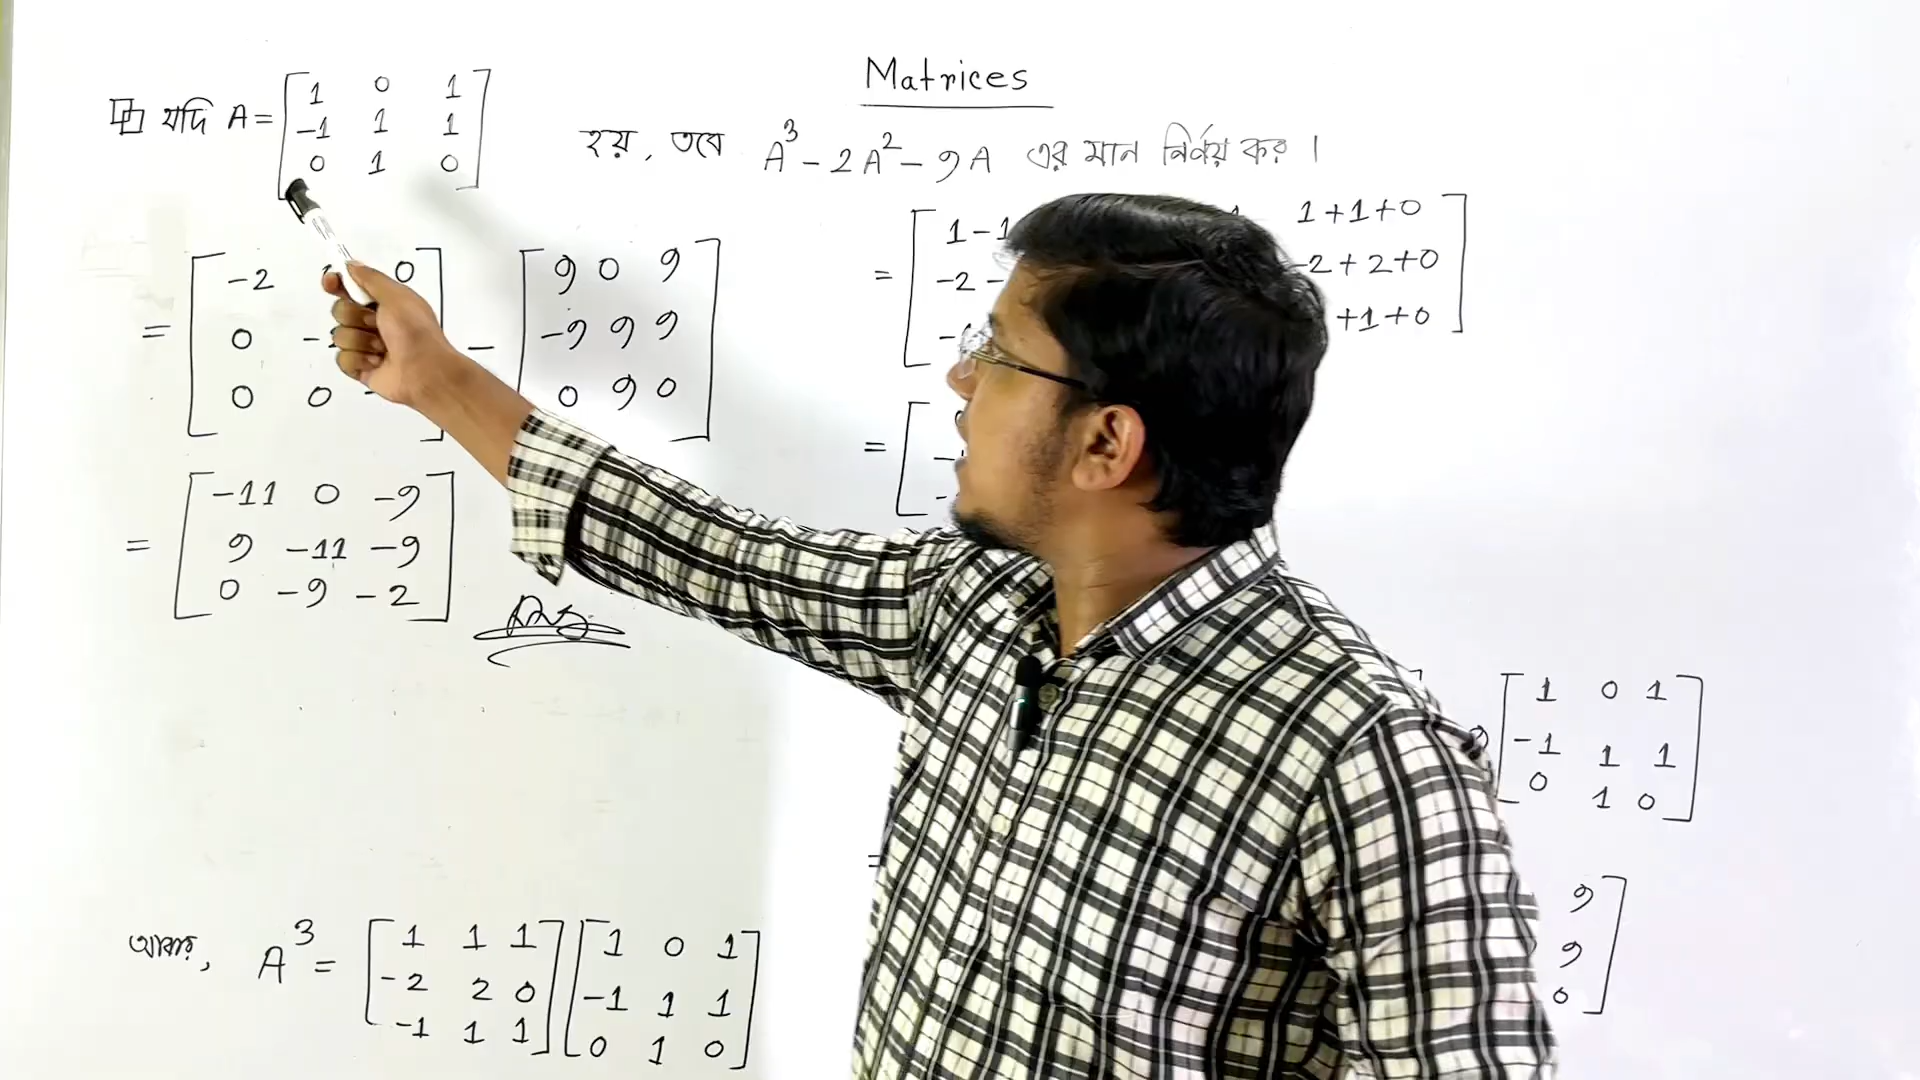 Matrices
যদি A = [ 1 0 1
-1 1 1
0 1 0 ] হয়, তবে A³ - 2A² - 9A এর মান নির্ণয় কর।
= [ -2 0
0
0 0 ] - [ 9 0 9
-9 9 9
0 9 0 ]
= [ -11 0 -9
9 -11 -9
0 -9 -2 ]
Ans:
আবার, A³ = [ 1 1 1
-2 2 0
-1 1 1 ] [ 1 0 1
-1 1 1
0 1 0 ]
= [ 1-1 1+1+0
-2 -2+2+0
+1+0 ]
= [
=
[ 1 0 1
-1 1 1
0 1 0 ]
9
9
0 ]